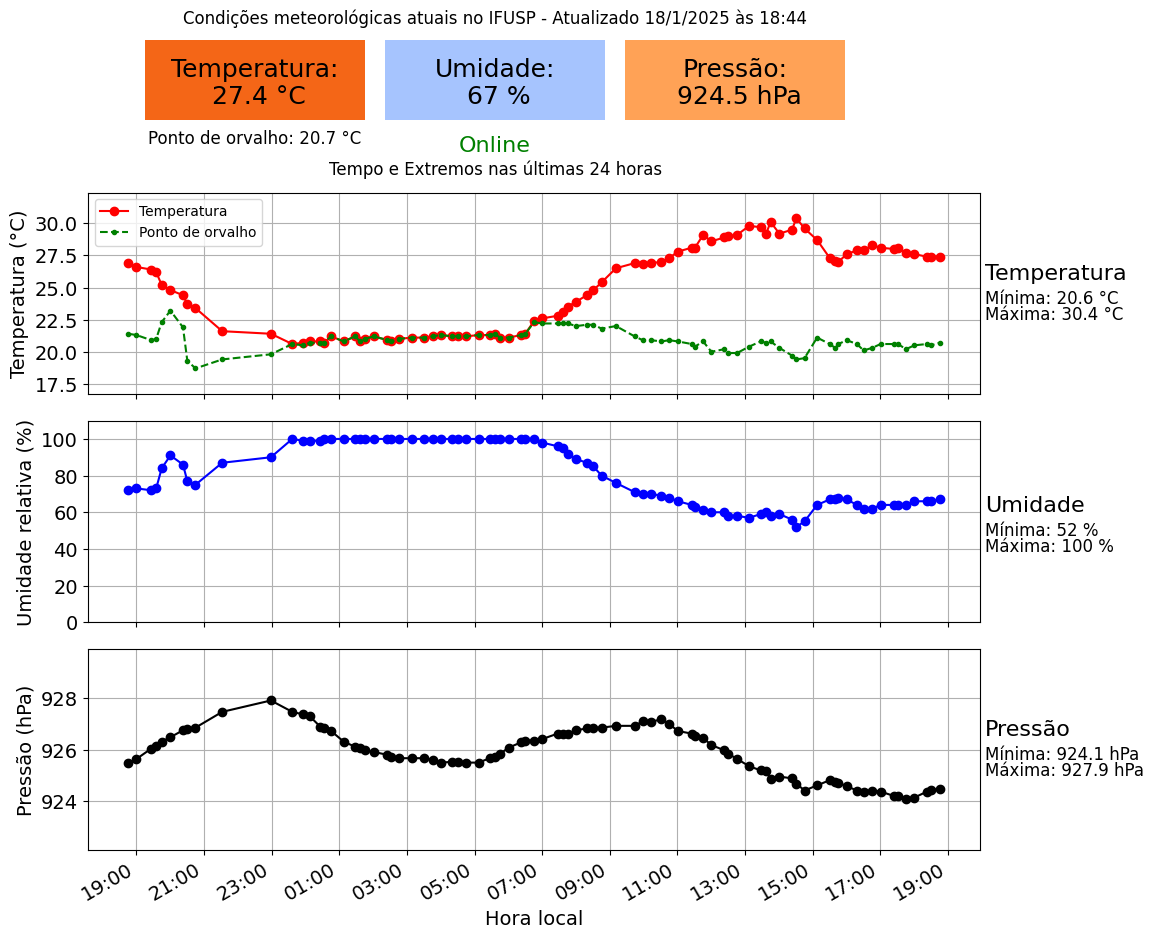 Condições meteorológicas atuais no IFUSP - Atualizado 18/1/2025 às 18:44
Temperatura:
27.4 °C
Umidade:
67 %
Pressão:
924.5 hPa
Ponto de orvalho: 20.7 °C
Online
Tempo e Extremos nas últimas 24 horas
Temperatura (°C)
30.0
27.5
25.0
22.5
20.0
17.5
Temperatura
Ponto de orvalho
Temperatura
Mínima: 20.6 °C
Máxima: 30.4 °C
Umidade relativa (%)
100
80
60
40
20
0
Umidade
Mínima: 52 %
Máxima: 100 %
Pressão (hPa)
928
926
924
Pressão
Mínima: 924.1 hPa
Máxima: 927.9 hPa
19:00 21:00 23:00 01:00 03:00 05:00 07:00 09:00 11:00 13:00 15:00 17:00 19:00
Hora local